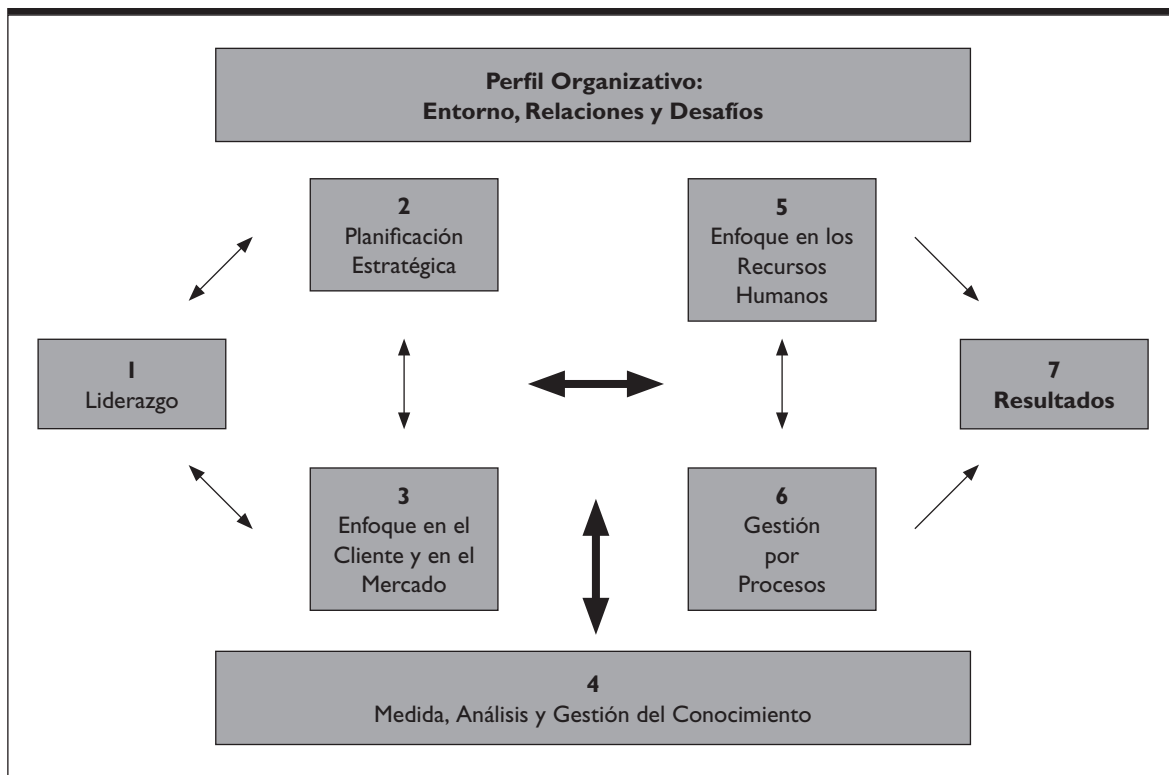 Perfil Organizativo:
Entorno, Relaciones y Desafíos
2
Planificación
Estratégica
5
Enfoque en los
Recursos
Humanos
1
Liderazgo
7
Resultados
3
Enfoque en el
Cliente y en el
Mercado
6
Gestión
por
Procesos
4
Medida, Análisis y Gestión del Conocimiento